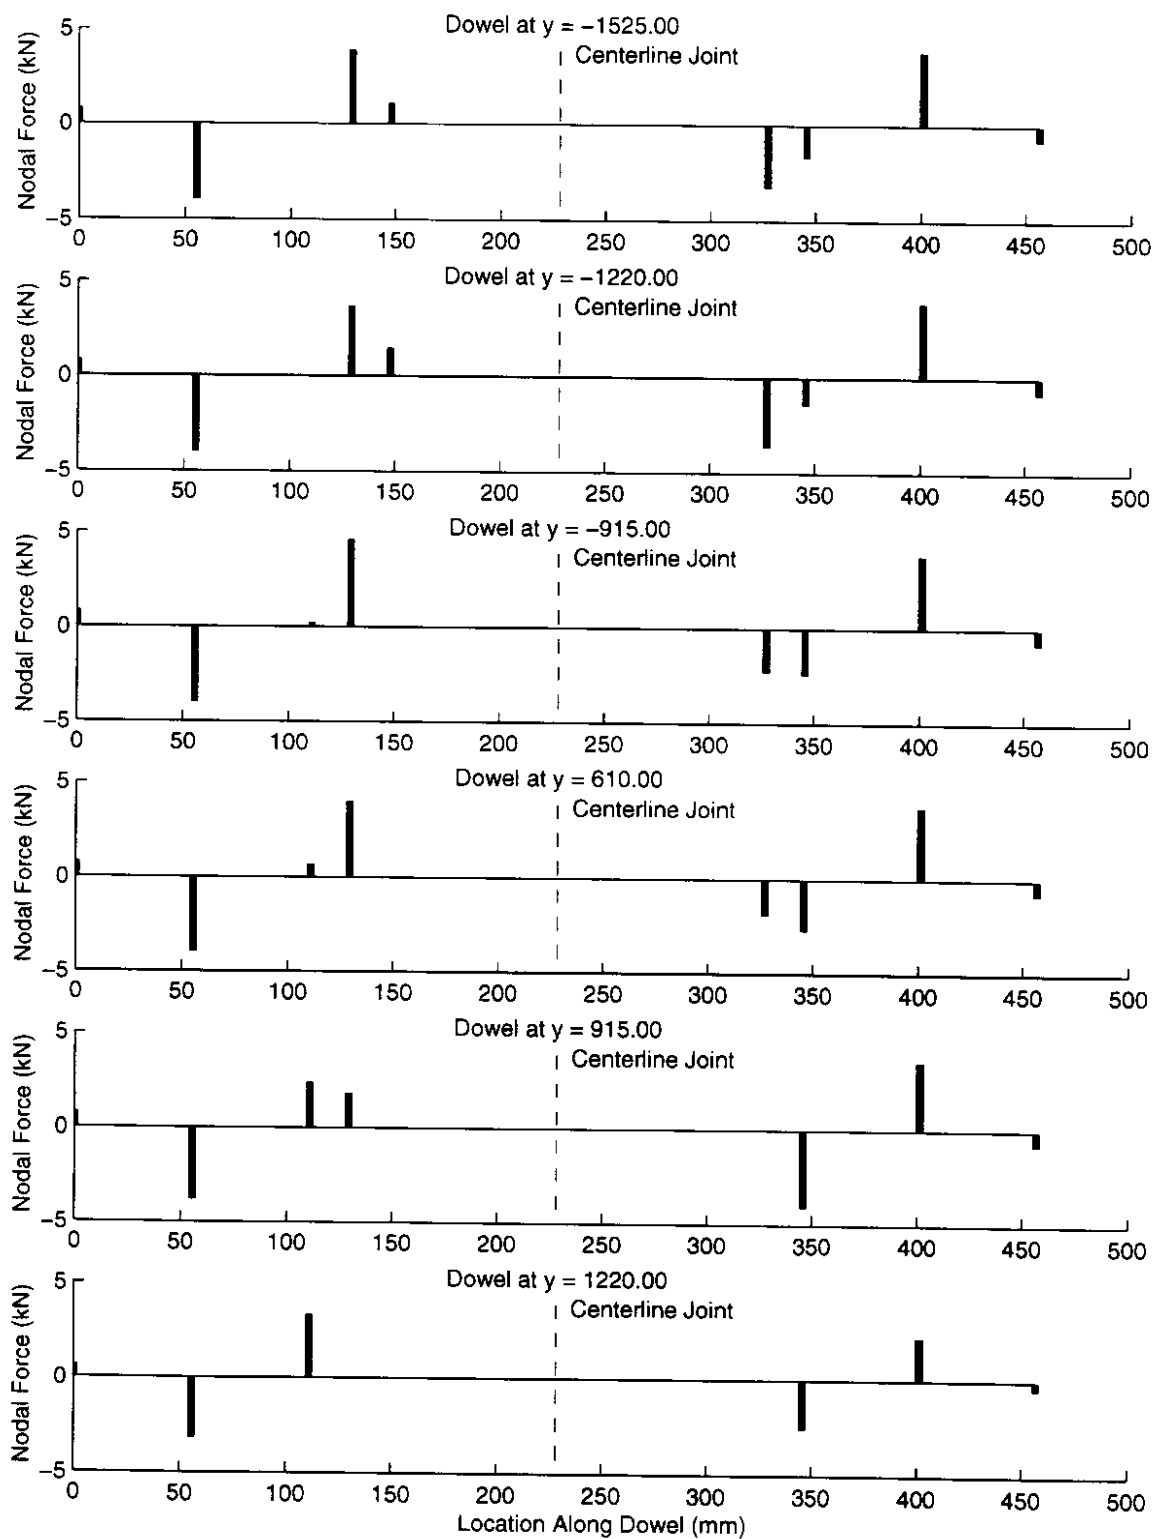 Dowel at y = −1525.00
Centerline Joint
Nodal Force (kN)
5
0
−5
0 50 100 150 200 250 300 350 400 450 500
Dowel at y = −1220.00
Centerline Joint
Nodal Force (kN)
5
0
−5
0 50 100 150 200 250 300 350 400 450 500
Dowel at y = −915.00
Centerline Joint
Nodal Force (kN)
5
0
−5
0 50 100 150 200 250 300 350 400 450 500
Dowel at y = 610.00
Centerline Joint
Nodal Force (kN)
5
0
−5
0 50 100 150 200 250 300 350 400 450 500
Dowel at y = 915.00
Centerline Joint
Nodal Force (kN)
5
0
−5
0 50 100 150 200 250 300 350 400 450 500
Dowel at y = 1220.00
Centerline Joint
Nodal Force (kN)
5
0
−5
0 50 100 150 200 250 300 350 400 450 500
Location Along Dowel (mm)